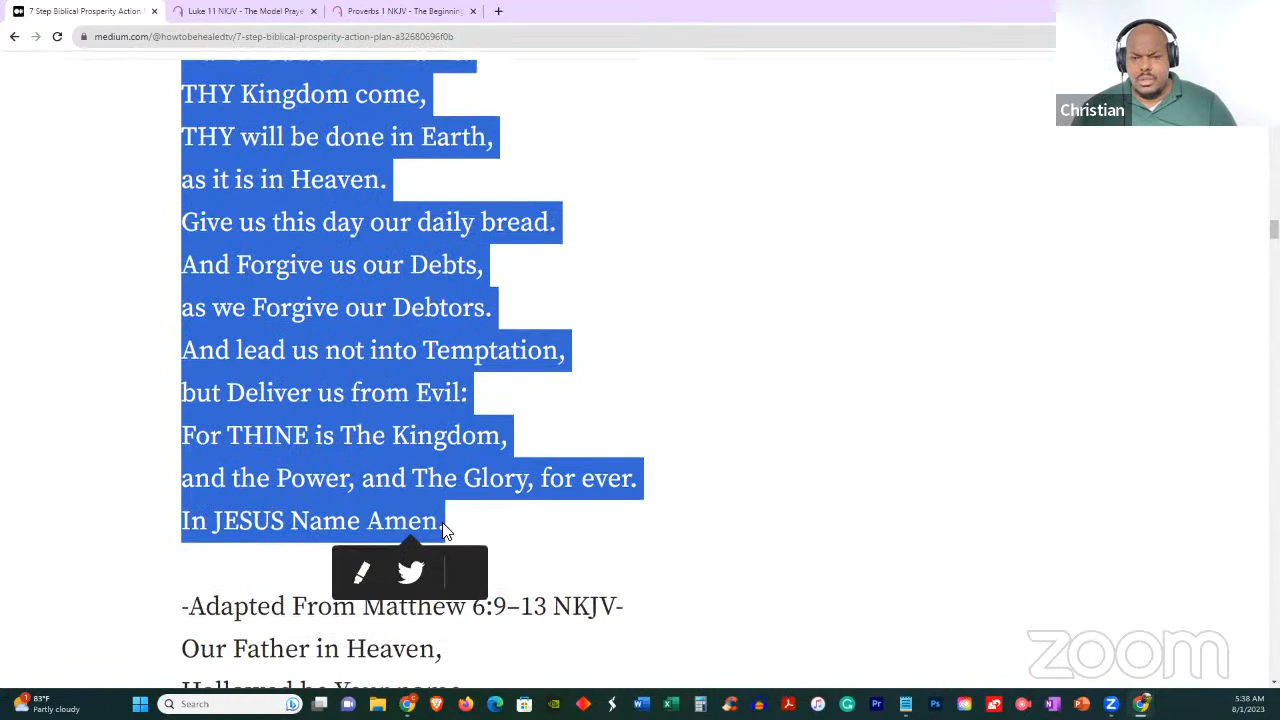 7 Step Biblical Prosperity Action
Luke 11 NKJV - The Model Praye
Proverbs 1 NKJV - The Beginning
medium.com/@howtobehealedtv/7-step-biblical-prosperity-action-plan-a32680696f0b
Christian
THY Kingdom come,
THY will be done in Earth,
as it is in Heaven.
Give us this day our daily bread.
And Forgive us our Debts,
as we Forgive our Debtors.
And lead us not into Temptation,
but Deliver us from Evil:
For THINE is The Kingdom,
and the Power, and The Glory, for ever.
In JESUS Name Amen.
-Adapted From Matthew 6:9–13 NKJV-
Our Father in Heaven,
zoom
83°F
Partly cloudy
Search
5:38 AM
8/1/2023